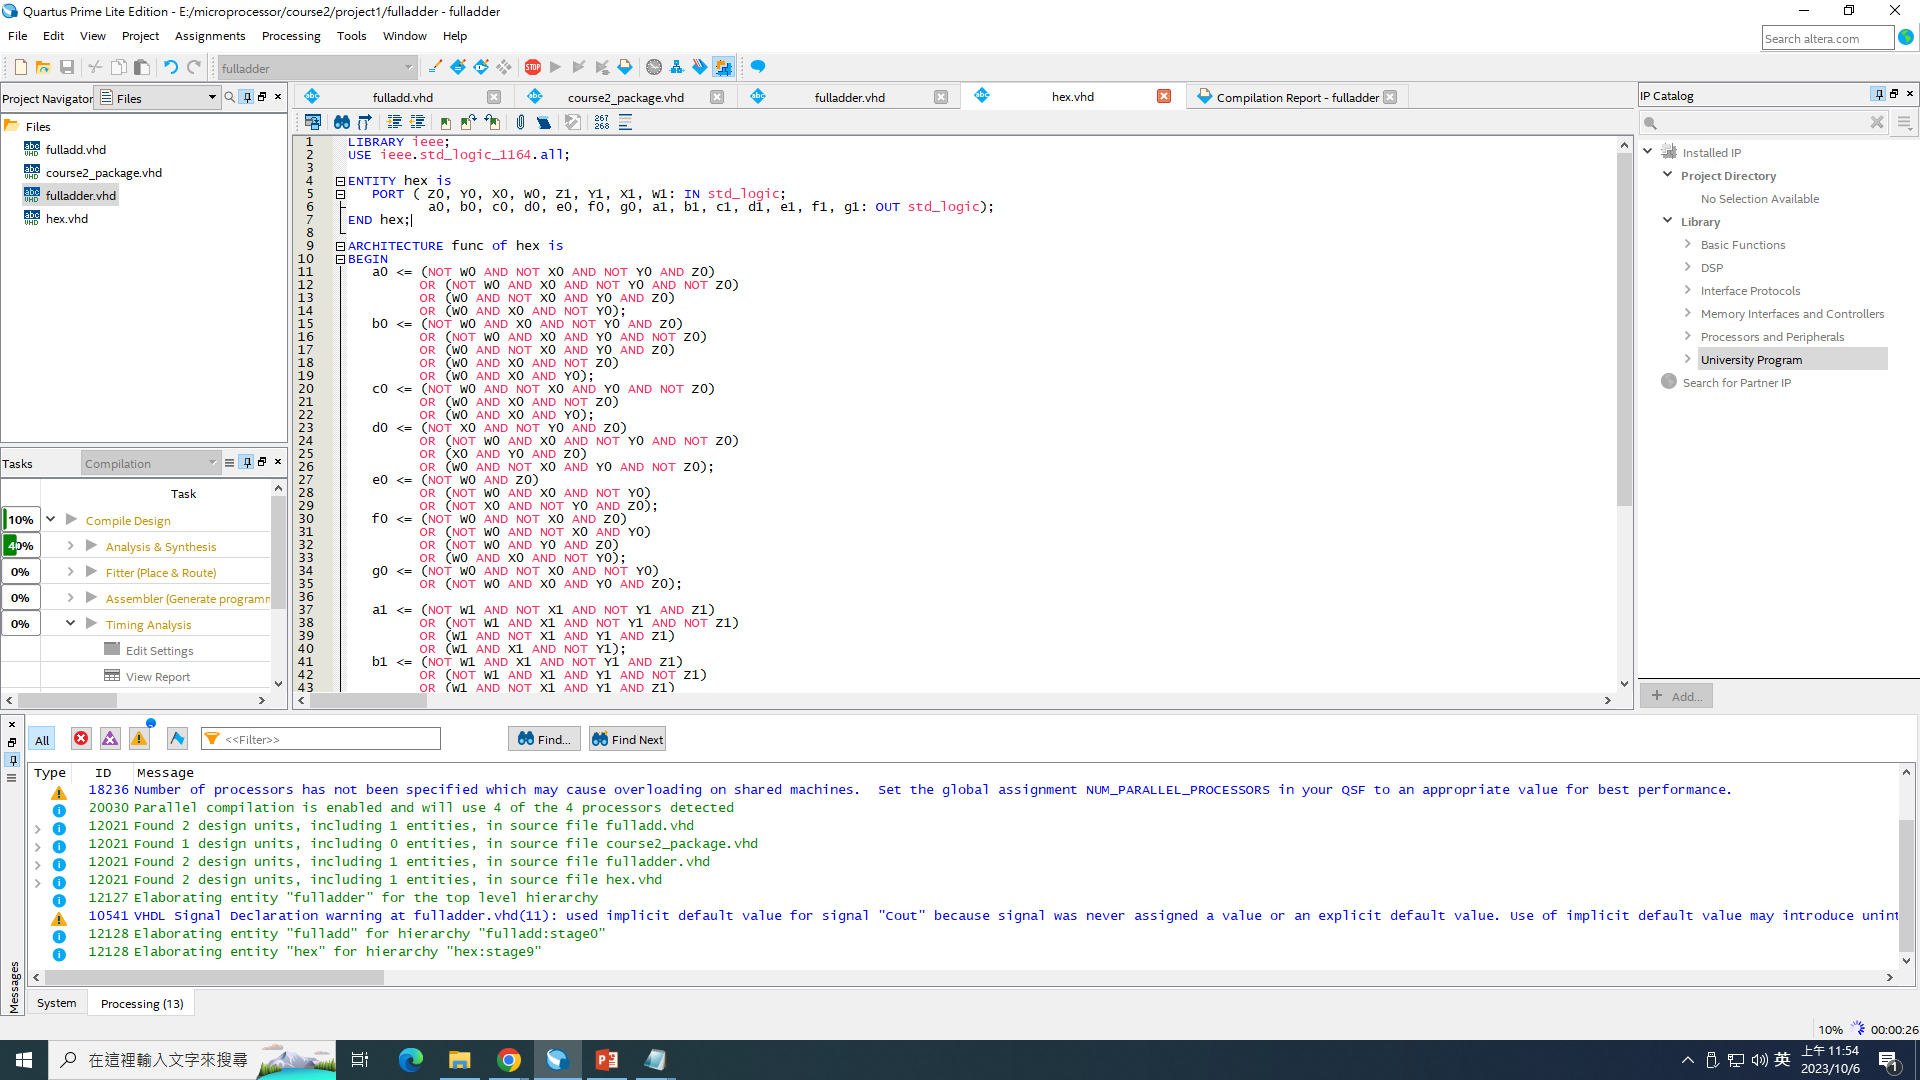 Quartus Prime Lite Edition - E:/microprocessor/course2/project1/fulladder - fulladder
File Edit View Project Assignments Processing Tools Window Help
Search altera.com
fulladder
Project Navigator Files
fulladd.vhd course2_package.vhd fulladder.vhd hex.vhd Compilation Report - fulladder
IP Catalog
Files
fulladd.vhd
course2_package.vhd
fulladder.vhd
hex.vhd
267
268
1 LIBRARY ieee;
2 USE ieee.std_logic_1164.all;
3
4 ENTITY hex is
5 PORT ( Z0, Y0, X0, W0, Z1, Y1, X1, W1: IN std_logic;
6 a0, b0, c0, d0, e0, f0, g0, a1, b1, c1, d1, e1, f1, g1: OUT std_logic);
7 END hex;
8
9 ARCHITECTURE func of hex is
10 BEGIN
11 a0 <= (NOT W0 AND NOT X0 AND NOT Y0 AND Z0)
12 OR (NOT W0 AND X0 AND NOT Y0 AND NOT Z0)
13 OR (W0 AND NOT X0 AND Y0 AND Z0)
14 OR (W0 AND X0 AND NOT Y0);
15 b0 <= (NOT W0 AND X0 AND NOT Y0 AND Z0)
16 OR (NOT W0 AND X0 AND Y0 AND NOT Z0)
17 OR (W0 AND NOT X0 AND Y0 AND Z0)
18 OR (W0 AND X0 AND NOT Z0)
19 OR (W0 AND X0 AND Y0);
20 c0 <= (NOT W0 AND NOT X0 AND Y0 AND NOT Z0)
21 OR (W0 AND X0 AND NOT Z0)
22 OR (W0 AND X0 AND Y0);
23 d0 <= (NOT X0 AND NOT Y0 AND Z0)
24 OR (NOT W0 AND X0 AND NOT Y0 AND NOT Z0)
25 OR (X0 AND Y0 AND Z0)
26 OR (W0 AND NOT X0 AND Y0 AND NOT Z0);
27 e0 <= (NOT W0 AND Z0)
28 OR (NOT W0 AND X0 AND NOT Y0)
29 OR (NOT X0 AND NOT Y0 AND Z0);
30 f0 <= (NOT W0 AND NOT X0 AND Z0)
31 OR (NOT W0 AND NOT X0 AND Y0)
32 OR (NOT W0 AND Y0 AND Z0)
33 OR (W0 AND X0 AND NOT Y0);
34 g0 <= (NOT W0 AND NOT X0 AND NOT Y0)
35 OR (NOT W0 AND X0 AND Y0 AND Z0);
36
37 a1 <= (NOT W1 AND NOT X1 AND NOT Y1 AND Z1)
38 OR (NOT W1 AND X1 AND NOT Y1 AND NOT Z1)
39 OR (W1 AND NOT X1 AND Y1 AND Z1)
40 OR (W1 AND X1 AND NOT Y1);
41 b1 <= (NOT W1 AND X1 AND NOT Y1 AND Z1)
42 OR (NOT W1 AND X1 AND Y1 AND NOT Z1)
43 OR (W1 AND NOT X1 AND Y1 AND Z1)
Installed IP
Project Directory
No Selection Available
Library
Basic Functions
DSP
Interface Protocols
Memory Interfaces and Controllers
Processors and Peripherals
University Program
Search for Partner IP
Add...
Tasks Compilation
Task
10% Compile Design
40% Analysis & Synthesis
0% Fitter (Place & Route)
0% Assembler (Generate programm
0% Timing Analysis
Edit Settings
View Report
All <<Filter>> Find... Find Next
Type ID Message
18236 Number of processors has not been specified which may cause overloading on shared machines. Set the global assignment NUM_PARALLEL_PROCESSORS in your QSF to an appropriate value for best performance.
20030 Parallel compilation is enabled and will use 4 of the 4 processors detected
12021 Found 2 design units, including 1 entities, in source file fulladd.vhd
12021 Found 1 design units, including 0 entities, in source file course2_package.vhd
12021 Found 2 design units, including 1 entities, in source file fulladder.vhd
12021 Found 2 design units, including 1 entities, in source file hex.vhd
12127 Elaborating entity "fulladder" for the top level hierarchy
10541 VHDL Signal Declaration warning at fulladder.vhd(11): used implicit default value for signal "Cout" because signal was never assigned a value or an explicit default value. Use of implicit default value may introduce unint
12128 Elaborating entity "fulladd" for hierarchy "fulladd:stage0"
12128 Elaborating entity "hex" for hierarchy "hex:stage9"
Messages
System Processing (13)
10% 00:00:26
在這裡輸入文字來搜尋
英
上午 11:54
2023/10/6
1